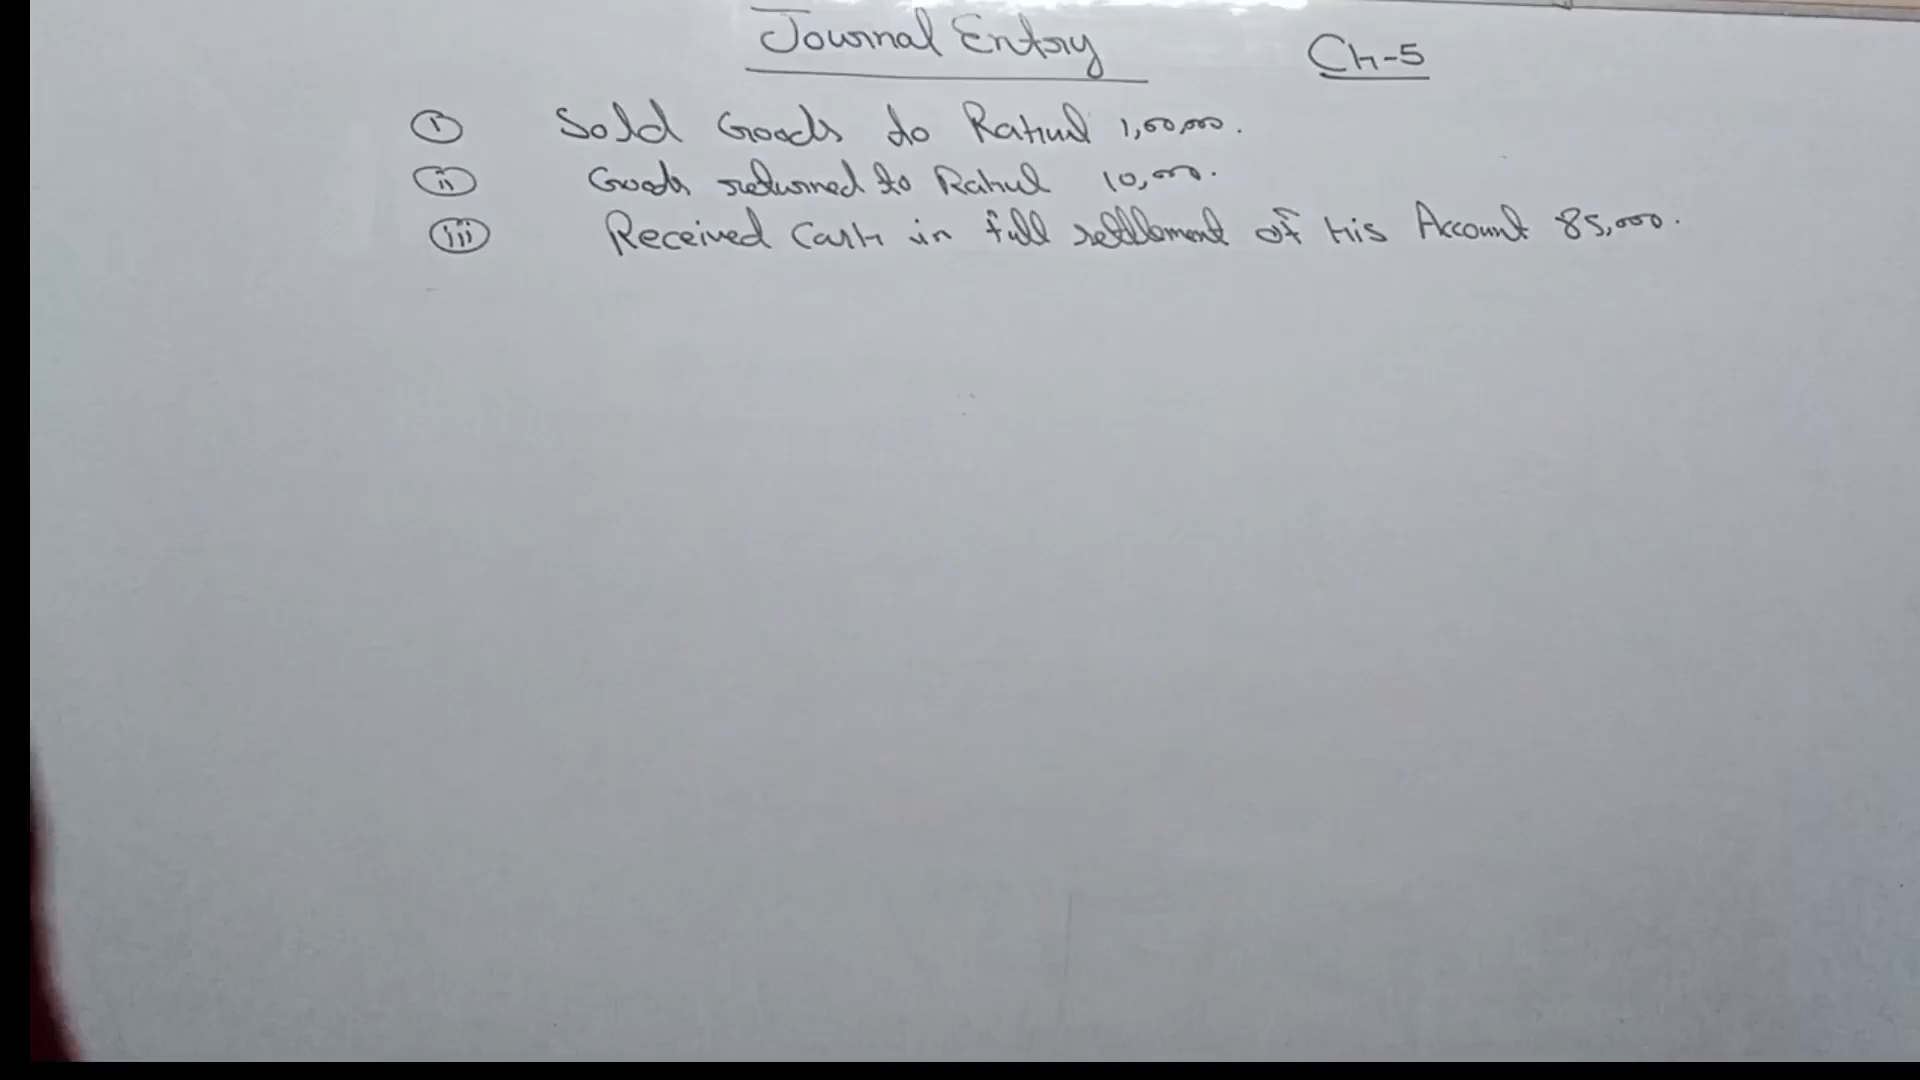 Journal Entry
Ch-5
(i) Sold Goods to Rahul 1,00,000.
(ii) Goods returned to Rahul 10,000.
(iii) Received Cash in full settlement of His Account 85,000.